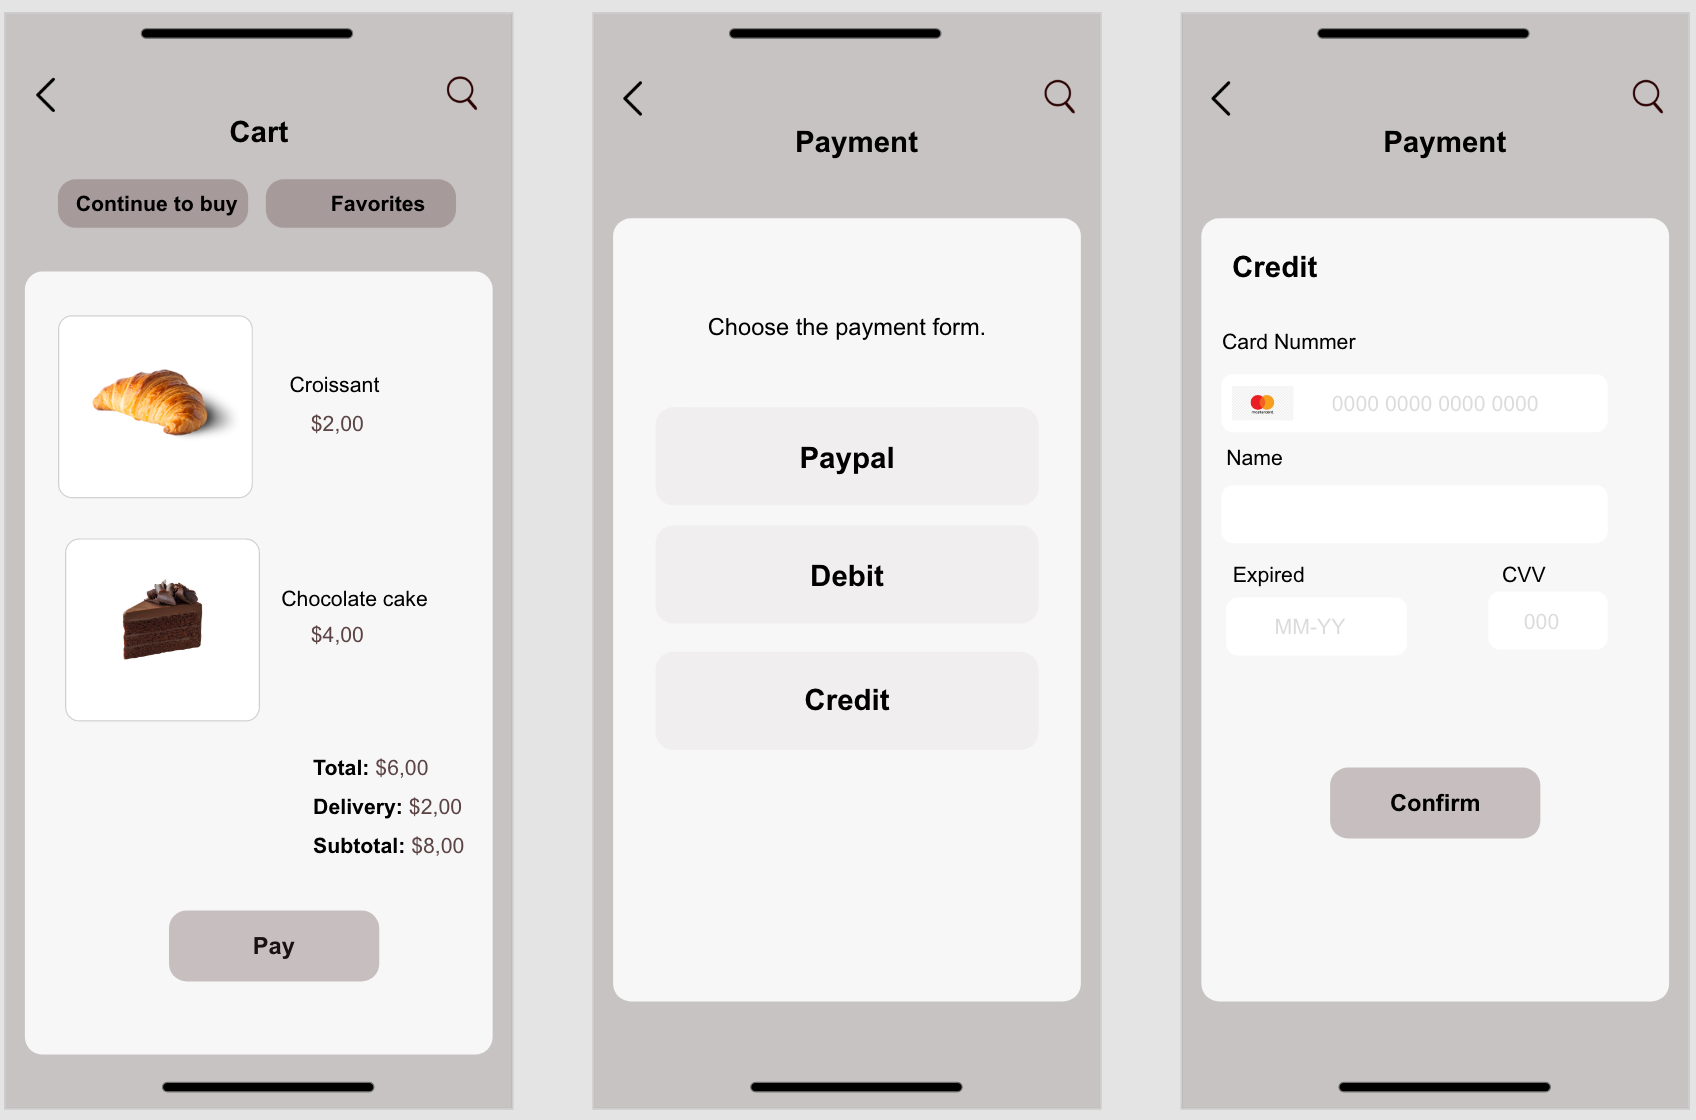 Cart
Continue to buy
Favorites
Croissant
$2,00
Chocolate cake
$4,00
Total: $6,00
Delivery: $2,00
Subtotal: $8,00
Pay
Payment
Choose the payment form.
Paypal
Debit
Credit
Payment
Credit
Card Nummer
mastercard.
0000 0000 0000 0000
Name
Expired
CVV
MM-YY
000
Confirm